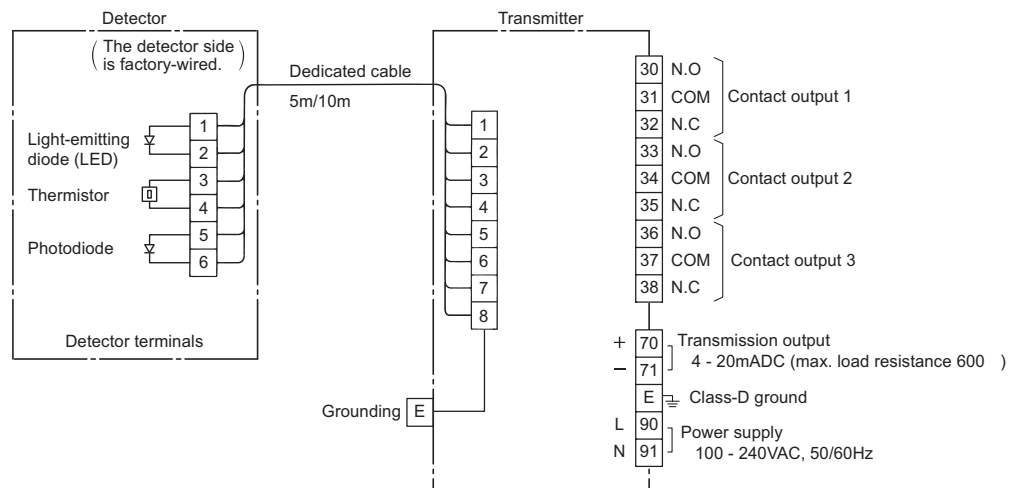 Detector
Transmitter
The detector side
is factory-wired.
Dedicated cable
5m/10m
Light-emitting
diode (LED)
Thermistor
Photodiode
1
2
3
4
5
6
Detector terminals
1
2
3
4
5
6
7
8
Grounding E
30 N.O
31 COM Contact output 1
32 N.C
33 N.O
34 COM Contact output 2
35 N.C
36 N.O
37 COM Contact output 3
38 N.C
+ 70 Transmission output
− 71 4 - 20mADC (max. load resistance 600 )
E Class-D ground
L 90 Power supply
N 91 100 - 240VAC, 50/60Hz